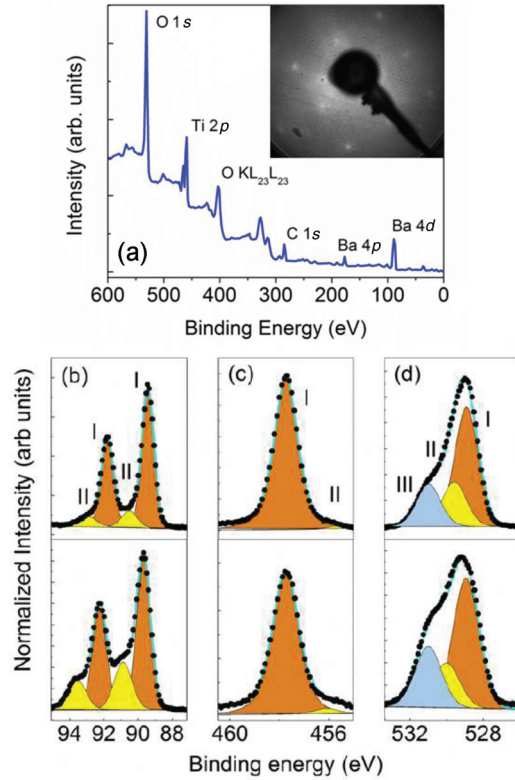 Intensity (arb. units)
O 1s
Ti 2p
O KL23L23
C 1s
Ba 4p
Ba 4d
(a)
600 500 400 300 200 100 0
Binding Energy (eV)
Normalized Intensity (arb units)
(b)
I
I
II
II
(c)
I
II
(d)
I
II
III
94 92 90 88
460 456
532 528
Binding energy (eV)